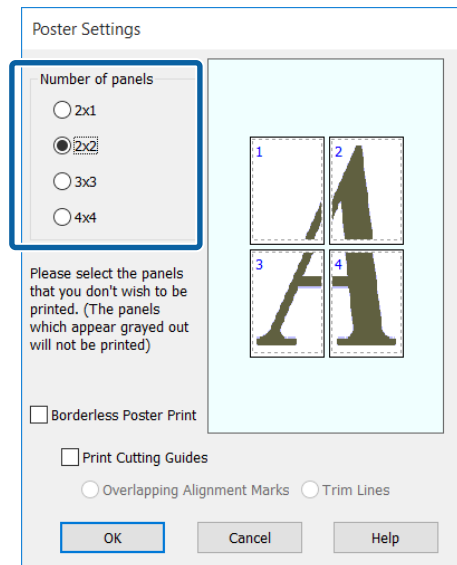 Poster Settings
Number of panels
2x1
2x2
3x3
4x4
1
2
3
4
A
Please select the panels
that you don't wish to be
printed. (The panels
which appear grayed out
will not be printed)
Borderless Poster Print
Print Cutting Guides
Overlapping Alignment Marks
Trim Lines
OK
Cancel
Help